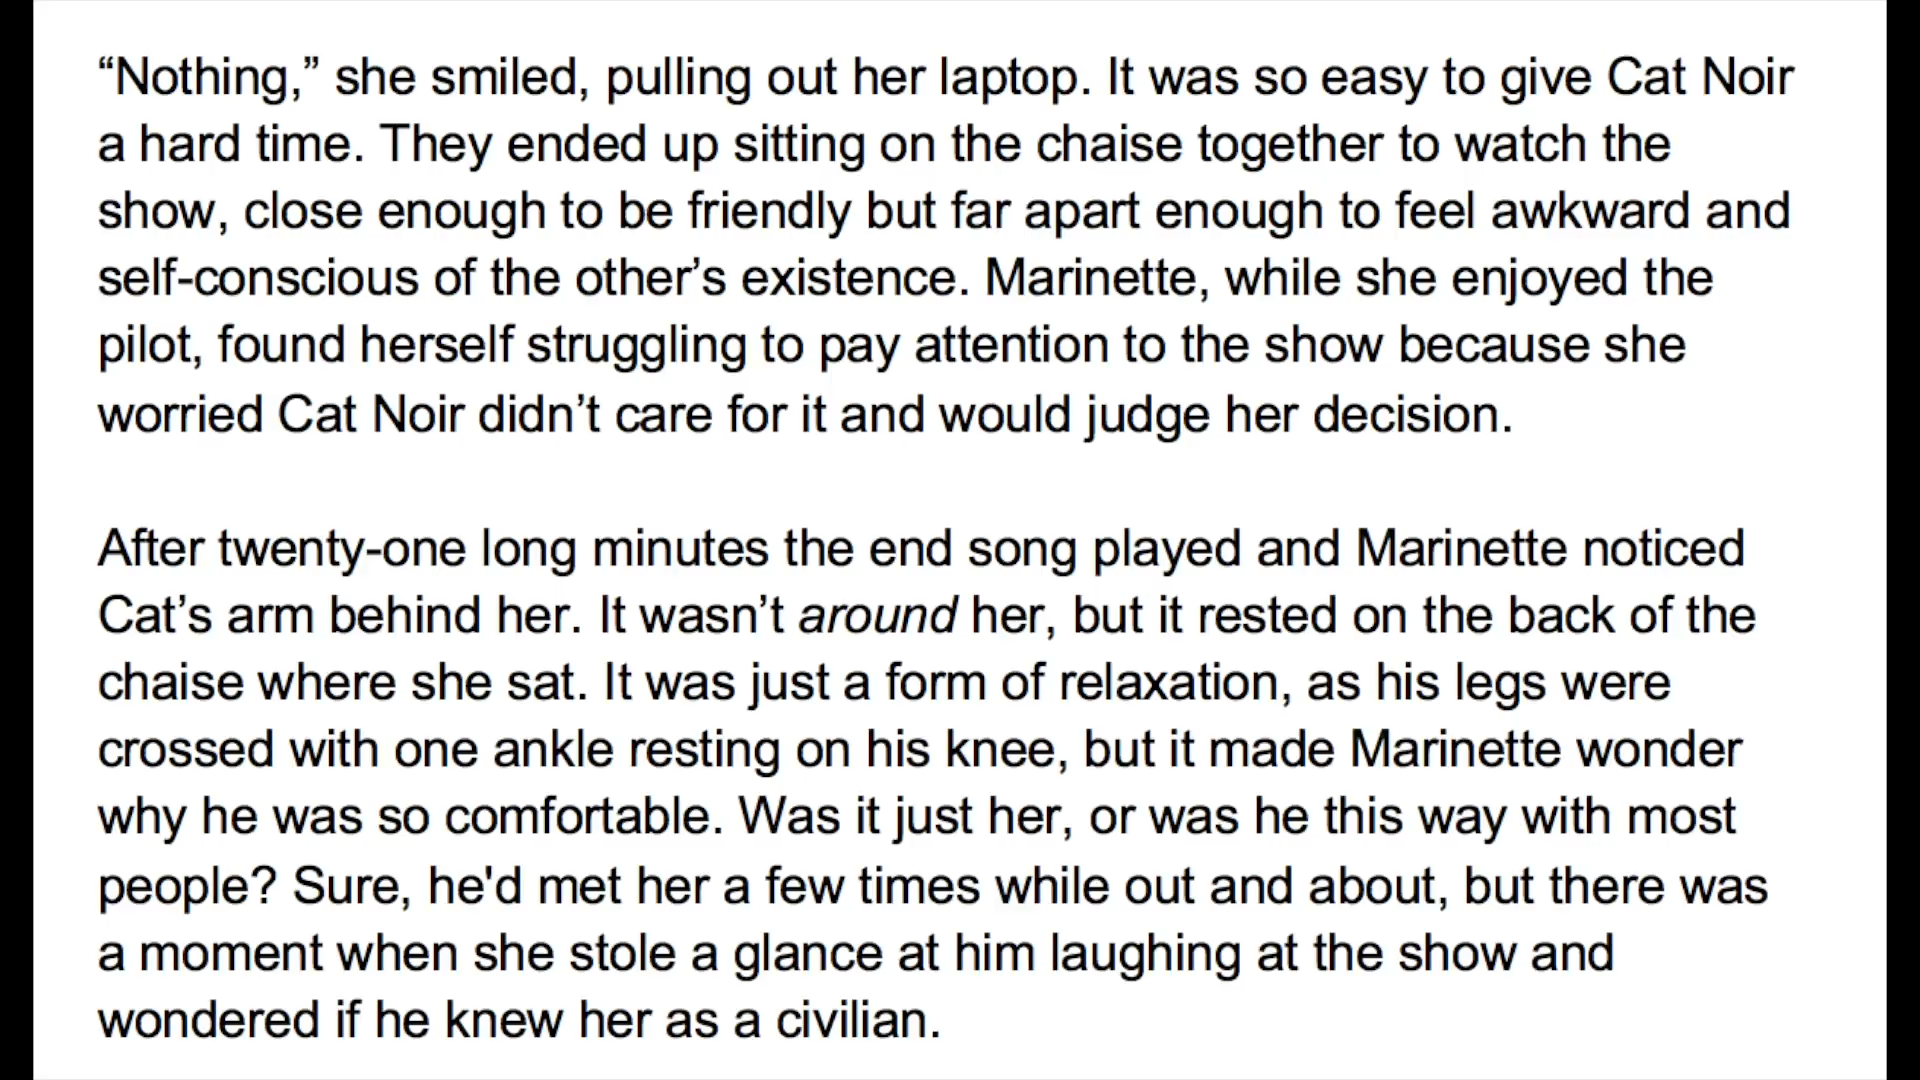 “Nothing,” she smiled, pulling out her laptop. It was so easy to give Cat Noir
a hard time. They ended up sitting on the chaise together to watch the
show, close enough to be friendly but far apart enough to feel awkward and
self-conscious of the other’s existence. Marinette, while she enjoyed the
pilot, found herself struggling to pay attention to the show because she
worried Cat Noir didn’t care for it and would judge her decision.
After twenty-one long minutes the end song played and Marinette noticed
Cat’s arm behind her. It wasn’t around her, but it rested on the back of the
chaise where she sat. It was just a form of relaxation, as his legs were
crossed with one ankle resting on his knee, but it made Marinette wonder
why he was so comfortable. Was it just her, or was he this way with most
people? Sure, he'd met her a few times while out and about, but there was
a moment when she stole a glance at him laughing at the show and
wondered if he knew her as a civilian.